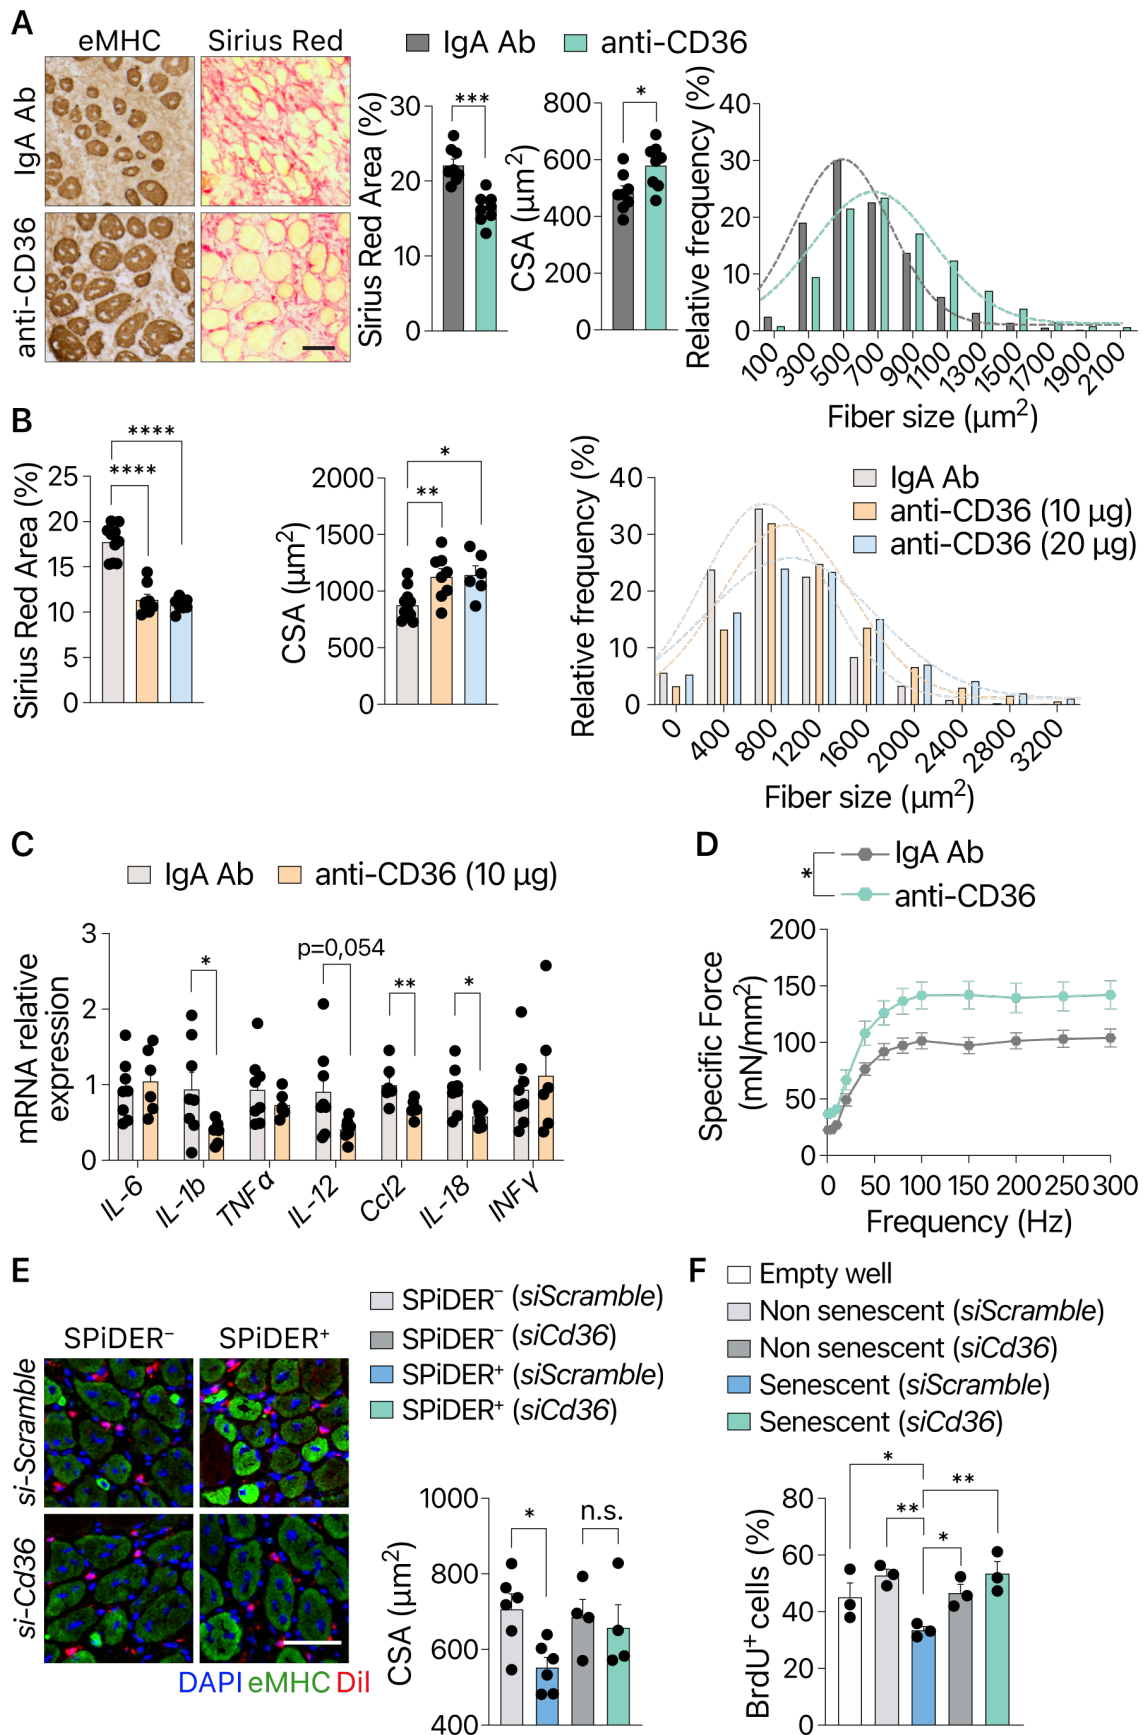 A
eMHC
Sirius Red
IgA Ab
anti-CD36
IgA Ab
anti-CD36
Sirius Red Area (%)
30
20
10
0
***
CSA (µm²)
800
600
400
200
0
*
Relative frequency (%)
40
30
20
10
0
100
300
500
700
900
1100
1300
1500
1700
1900
2100
Fiber size (µm²)
B
Sirius Red Area (%)
25
20
15
10
5
0
****
****
CSA (µm²)
2000
1500
1000
500
0
*
**
Relative frequency (%)
40
30
20
10
0
IgA Ab
anti-CD36 (10 µg)
anti-CD36 (20 µg)
0
400
800
1200
1600
2000
2400
2800
3200
Fiber size (µm²)
C
IgA Ab
anti-CD36 (10 µg)
mRNA relative
expression
3
2
1
0
*
p=0,054
**
*
IL-6
IL-1b
TNFα
IL-12
Ccl2
IL-18
INFγ
D
IgA Ab
anti-CD36
*
Specific Force
(mN/mm2)
200
150
100
50
0
0
50
100
150
200
250
300
Frequency (Hz)
E
SPiDER⁻
SPiDER⁺
si-Scramble
si-Cd36
DAPI eMHC DiI
SPiDER⁻ (siScramble)
SPiDER⁻ (siCd36)
SPiDER⁺ (siScramble)
SPiDER⁺ (siCd36)
CSA (µm²)
1000
800
600
400
*
n.s.
F
Empty well
Non senescent (siScramble)
Non senescent (siCd36)
Senescent (siScramble)
Senescent (siCd36)
BrdU⁺ cells (%)
80
60
40
20
0
*
**
**
*